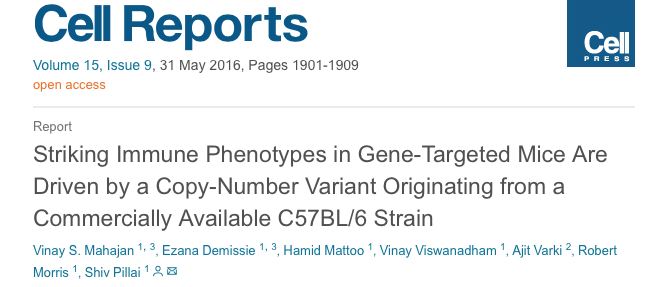 Cell Reports
Volume 15, Issue 9, 31 May 2016, Pages 1901-1909
open access
Cell
PRESS
Report
Striking Immune Phenotypes in Gene-Targeted Mice Are
Driven by a Copy-Number Variant Originating from a
Commercially Available C57BL/6 Strain
Vinay S. Mahajan 1, 3, Ezana Demissie 1, 3, Hamid Mattoo 1, Vinay Viswanadham 1, Ajit Varki 2, Robert
Morris 1, Shiv Pillai 1